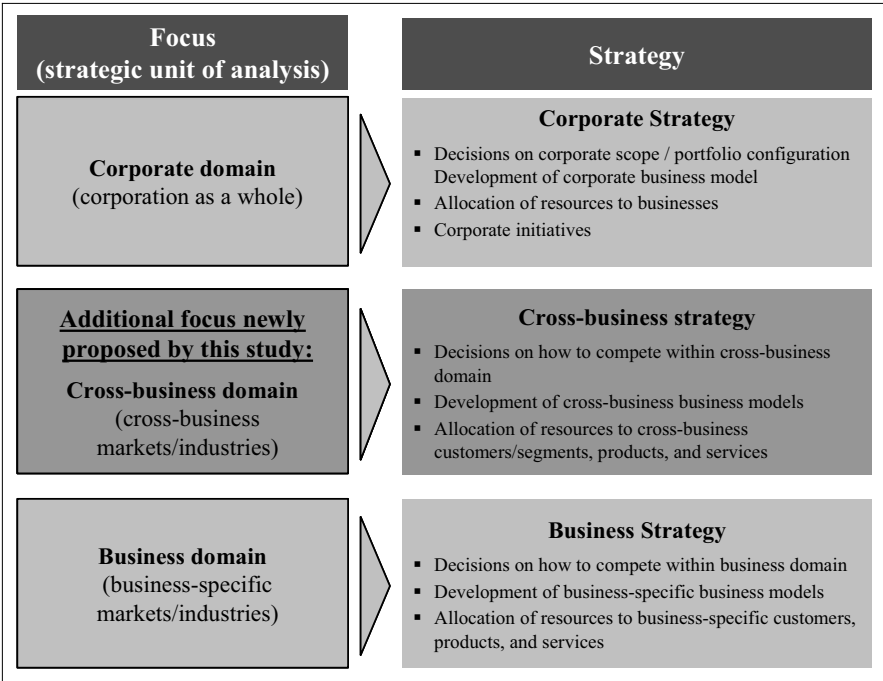 Focus
(strategic unit of analysis)
Strategy
Corporate domain
(corporation as a whole)
Corporate Strategy
▪ Decisions on corporate scope / portfolio configuration
Development of corporate business model
▪ Allocation of resources to businesses
▪ Corporate initiatives
Additional focus newly
proposed by this study:
Cross-business domain
(cross-business
markets/industries)
Cross-business strategy
▪ Decisions on how to compete within cross-business
domain
▪ Development of cross-business business models
▪ Allocation of resources to cross-business
customers/segments, products, and services
Business domain
(business-specific
markets/industries)
Business Strategy
▪ Decisions on how to compete within business domain
▪ Development of business-specific business models
▪ Allocation of resources to business-specific customers,
products, and services